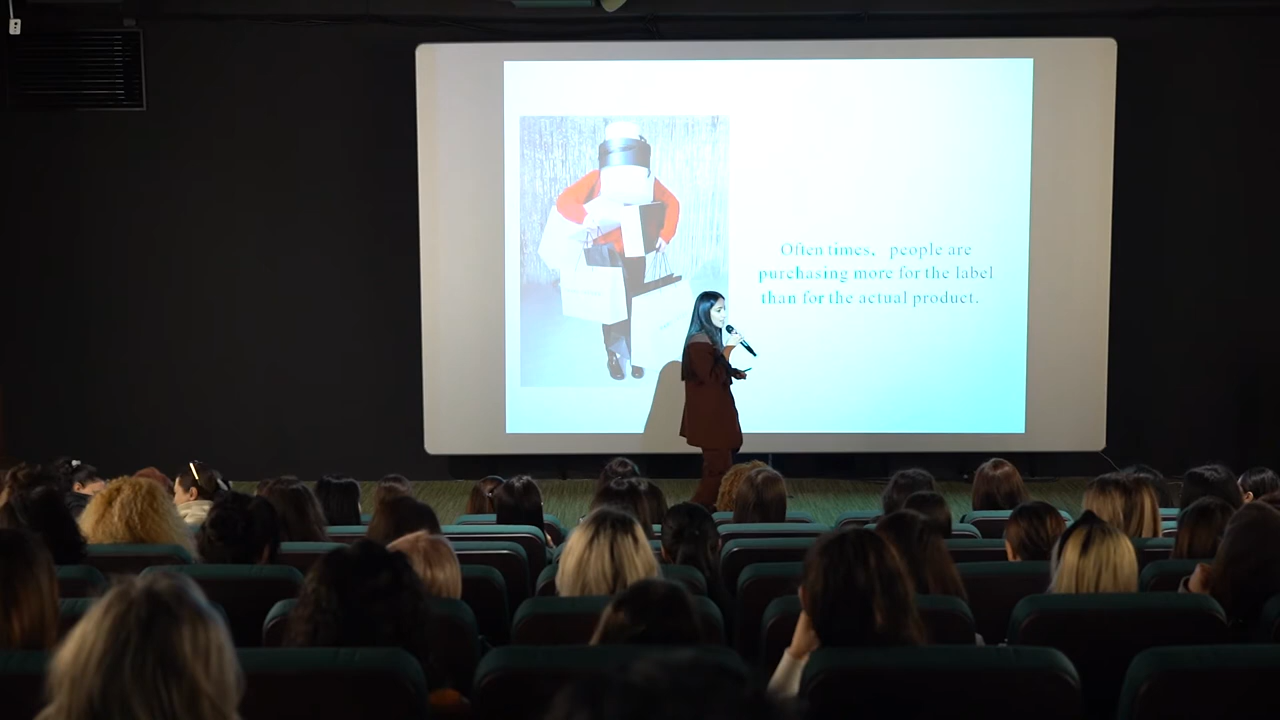 Often times, people are
purchasing more for the label
than for the actual product.